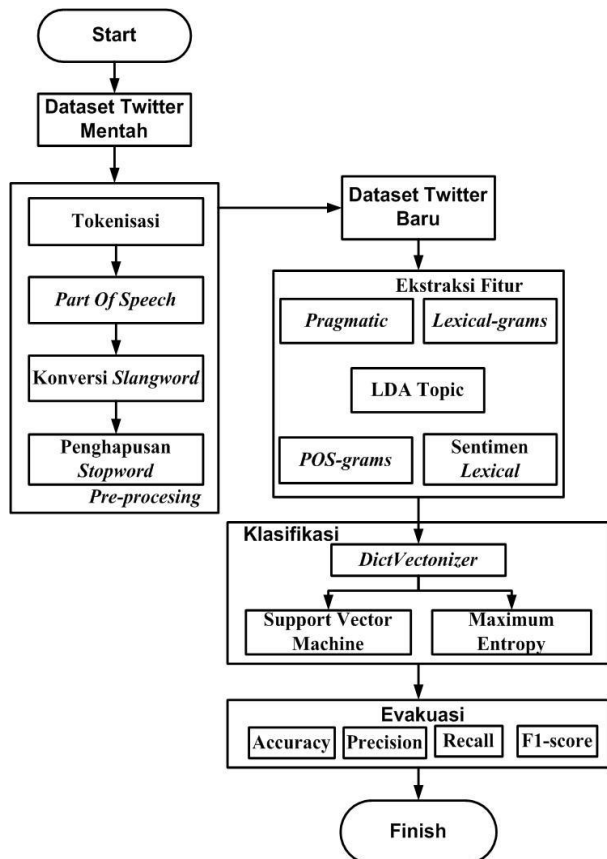 Start
Dataset Twitter
Mentah
Tokenisasi
Part Of Speech
Konversi Slangword
Penghapusan
Stopword
Pre-procesing
Dataset Twitter
Baru
Ekstraksi Fitur
Pragmatic
Lexical-grams
LDA Topic
POS-grams
Sentimen
Lexical
Klasifikasi
DictVectonizer
Support Vector
Machine
Maximum
Entropy
Evakuasi
Accuracy
Precision
Recall
F1-score
Finish